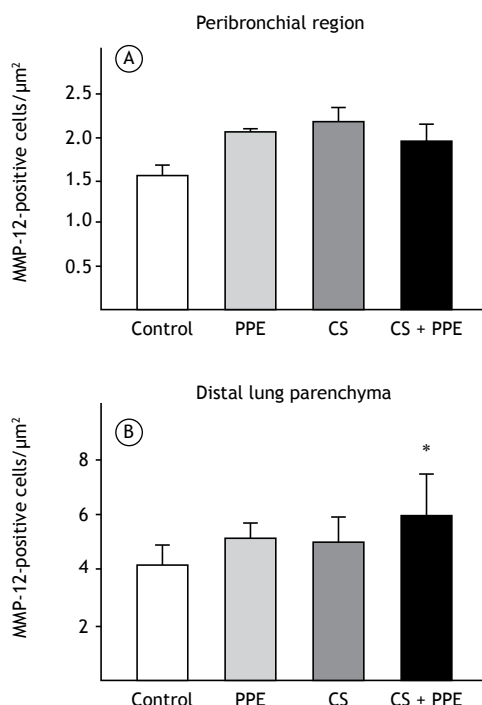 Peribronchial region
A
MMP-12-positive cells/µm²
2.5
2.0
1.5
1.0
0.5
Control PPE CS CS + PPE
Distal lung parenchyma
B
MMP-12-positive cells/µm²
8
*
6
4
2
Control PPE CS CS + PPE